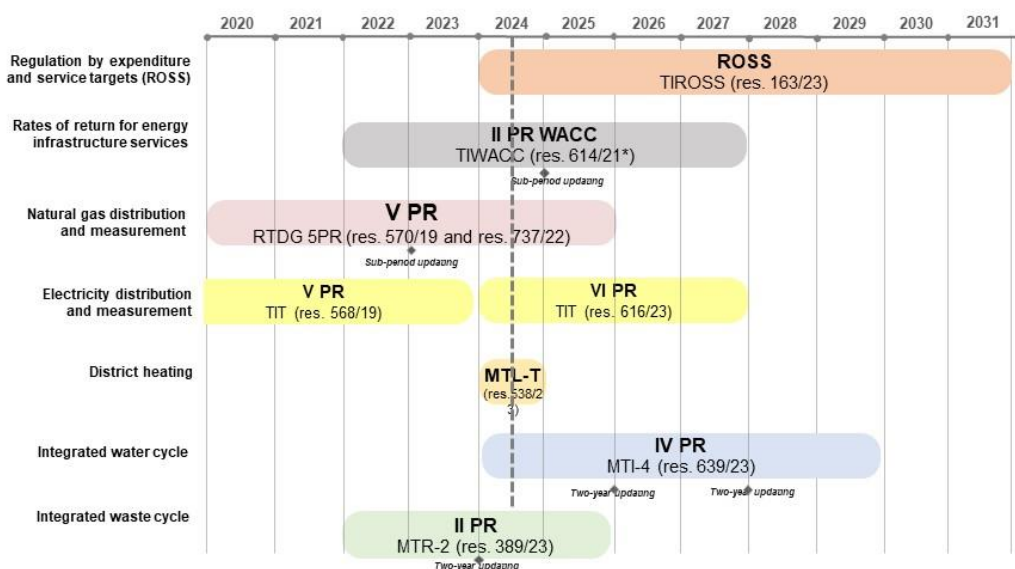 2020 2021 2022 2023 2024 2025 2026 2027 2028 2029 2030 2031
Regulation by expenditure
and service targets (ROSS)
ROSS
TIROSS (res. 163/23)
Rates of return for energy
infrastructure services
II PR WACC
TIWACC (res. 614/21*)
Sub-period updating
Natural gas distribution
and measurement
V PR
RTDG 5PR (res. 570/19 and res. 737/22)
Sub-period updating
Electricity distribution
and measurement
V PR
TIT (res. 568/19)
VI PR
TIT (res. 616/23)
District heating
MTL-T
(res.538/2
3)
Integrated water cycle
IV PR
MTI-4 (res. 639/23)
Two-year updating
Two-year updating
Integrated waste cycle
II PR
MTR-2 (res. 389/23)
Two-year updating